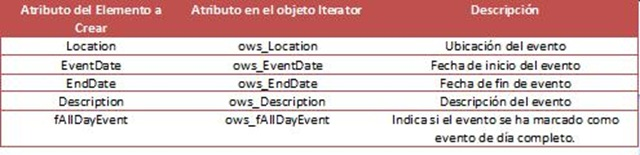 Atributo del Elemento a Crear	Atributo en el objeto Iterator	Descripción
Location	ows_Location	Ubicación del evento
EventDate	ows_EventDate	Fecha de inicio del evento
EndDate	ows_EndDate	Fecha de fin de evento
Description	ows_Description	Descripción del evento
fAllDayEvent	ows_fAllDayEvent	Indica si el evento se ha marcado como
evento de día completo.